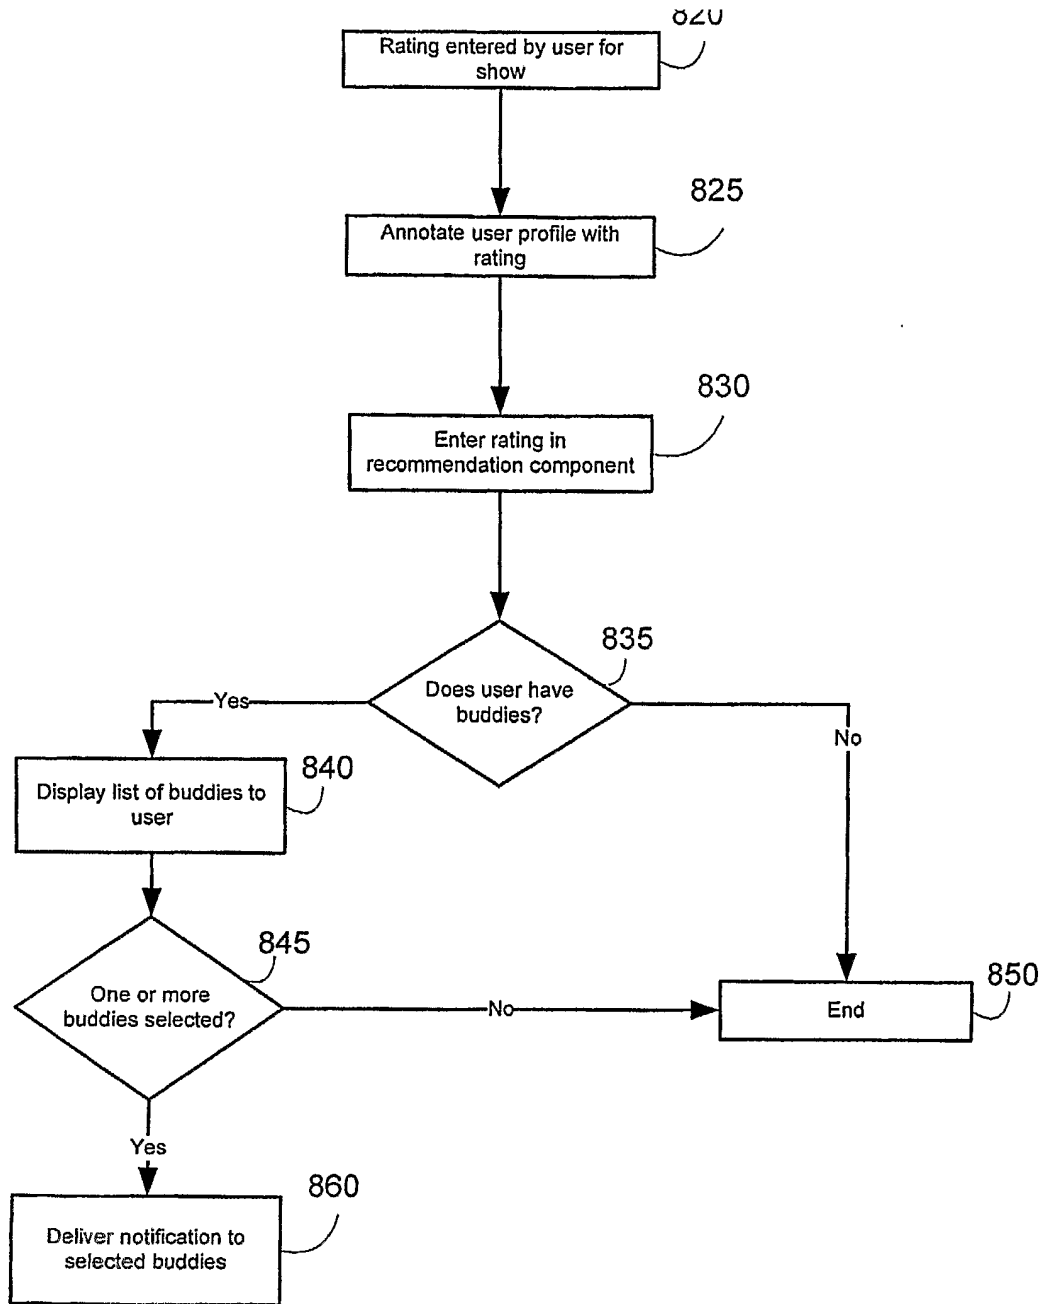 820
Rating entered by user for
show
825
Annotate user profile with
rating
830
Enter rating in
recommendation component
835
Does user have
buddies?
Yes
No
840
Display list of buddies to
user
845
One or more
buddies selected?
No
850
End
Yes
860
Deliver notification to
selected buddies